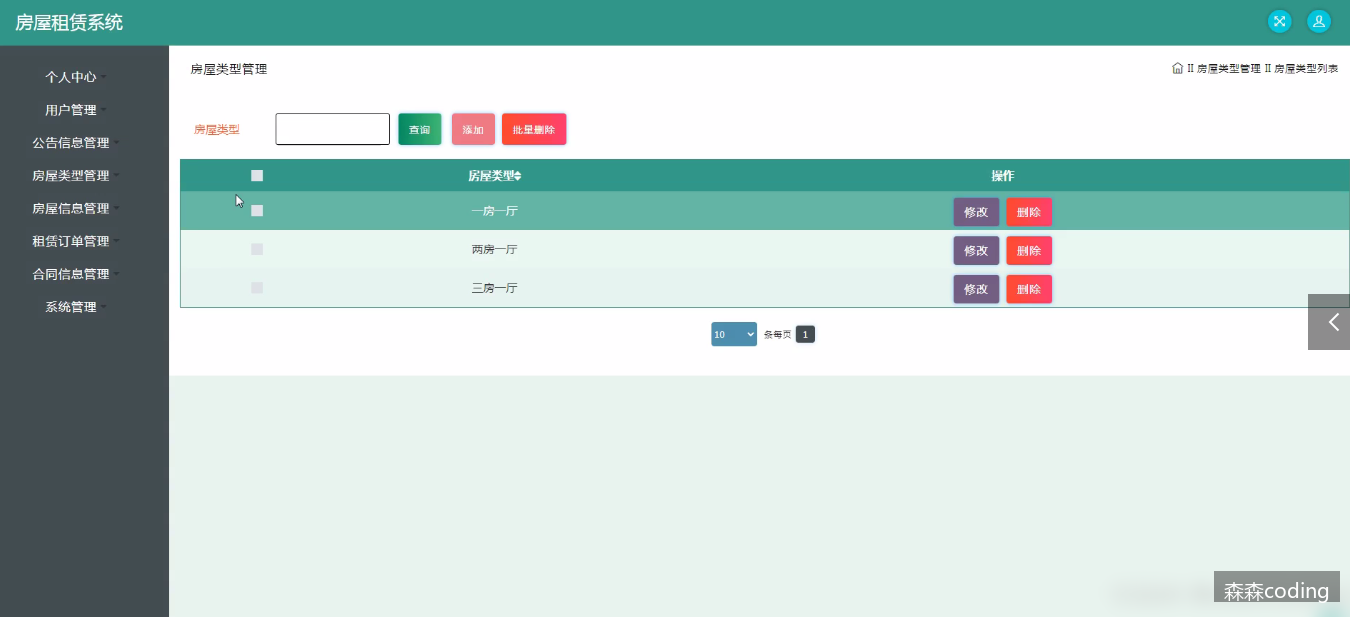 房屋租赁系统
个人中心
用户管理
公告信息管理
房屋类型管理
房屋信息管理
租赁订单管理
合同信息管理
系统管理
房屋类型管理
II 房屋类型管理 II 房屋类型列表
房屋类型 查询 添加 批量删除
房屋类型 操作
一房一厅 修改 删除
两房一厅 修改 删除
三房一厅 修改 删除
10 条每页 1
森森coding